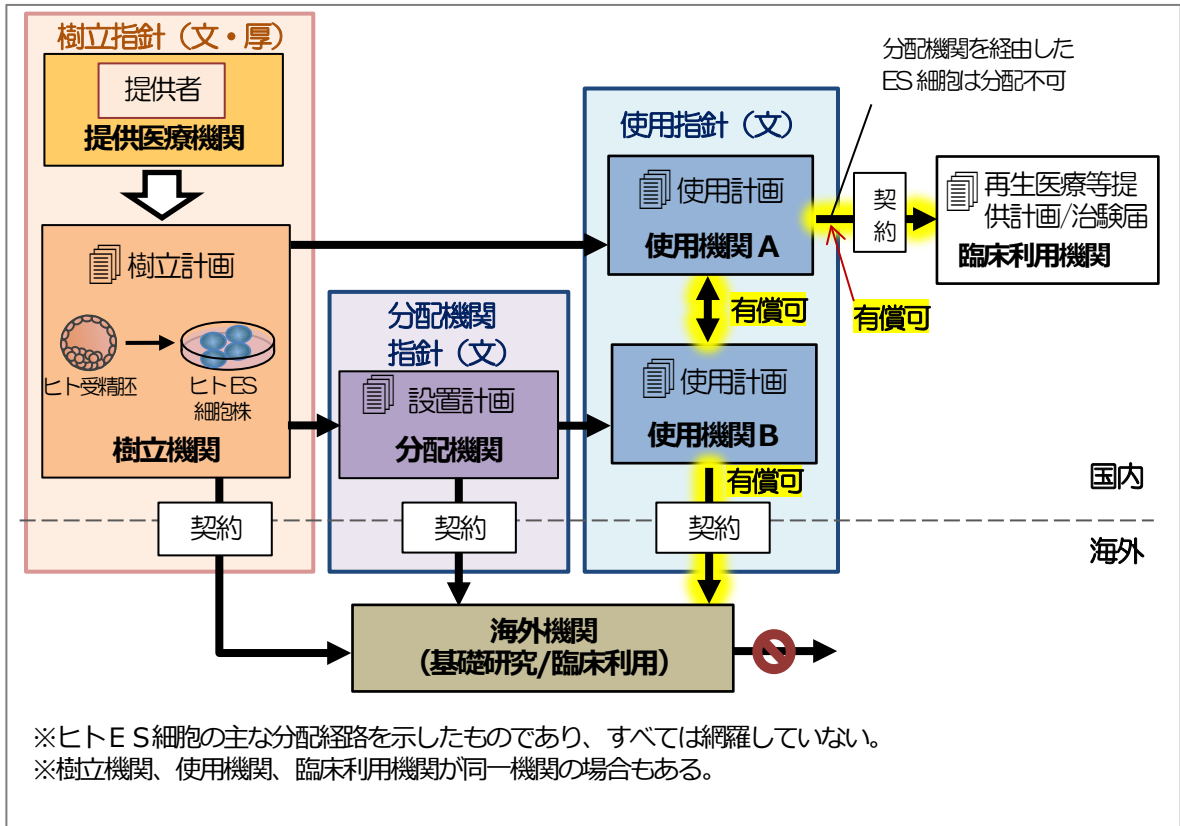 樹立指針（文・厚）
提供者
提供医療機関
樹立計画
ヒト受精胚
ヒトES
細胞株
樹立機関
契約
分配機関
指針（文）
設置計画
分配機関
契約
使用指針（文）
使用計画
使用機関A
有償可
使用計画
使用機関B
有償可
契約
分配機関を経由した
ES細胞は分配不可
契
約
有償可
再生医療等提
供計画/治験届
臨床利用機関
国内
海外
海外機関
（基礎研究/臨床利用）
※ヒトＥＳ細胞の主な分配経路を示したものであり、すべては網羅していない。
※樹立機関、使用機関、臨床利用機関が同一機関の場合もある。